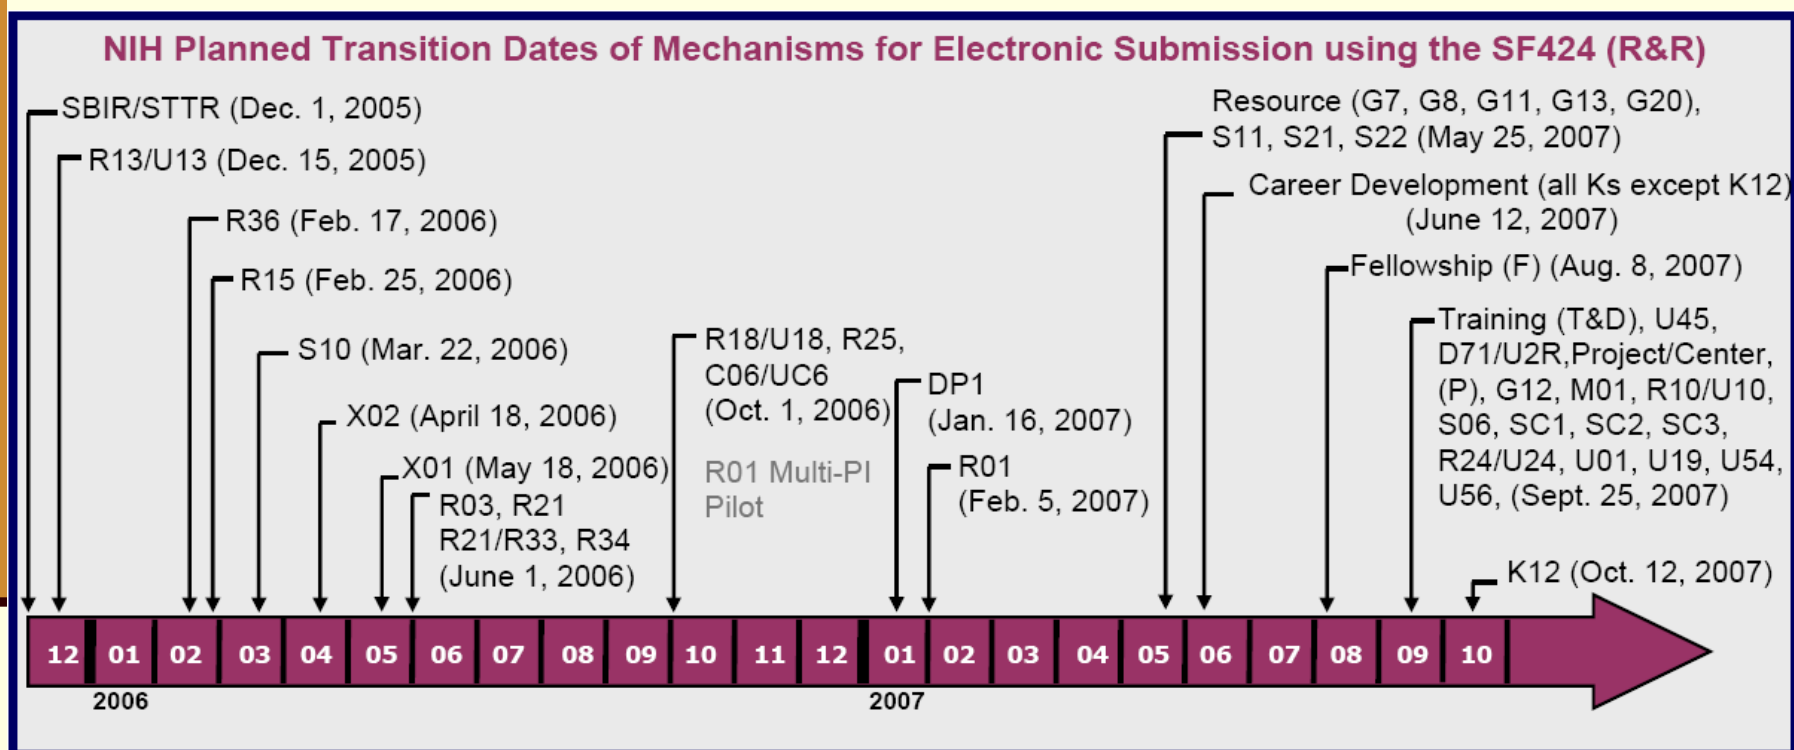 NIH Planned Transition Dates of Mechanisms for Electronic Submission using the SF424 (R&R)
SBIR/STTR (Dec. 1, 2005)
R13/U13 (Dec. 15, 2005)
R36 (Feb. 17, 2006)
R15 (Feb. 25, 2006)
S10 (Mar. 22, 2006)
X02 (April 18, 2006)
X01 (May 18, 2006)
R03, R21
R21/R33, R34
(June 1, 2006)
R18/U18, R25,
C06/UC6
(Oct. 1, 2006)
R01 Multi-PI
Pilot
DP1
(Jan. 16, 2007)
R01
(Feb. 5, 2007)
Resource (G7, G8, G11, G13, G20),
S11, S21, S22 (May 25, 2007)
Career Development (all Ks except K12)
(June 12, 2007)
Fellowship (F) (Aug. 8, 2007)
Training (T&D), U45,
D71/U2R,Project/Center,
(P), G12, M01, R10/U10,
S06, SC1, SC2, SC3,
R24/U24, U01, U19, U54,
U56, (Sept. 25, 2007)
K12 (Oct. 12, 2007)
12 01 02 03 04 05 06 07 08 09 10 11 12 01 02 03 04 05 06 07 08 09 10
2006 2007